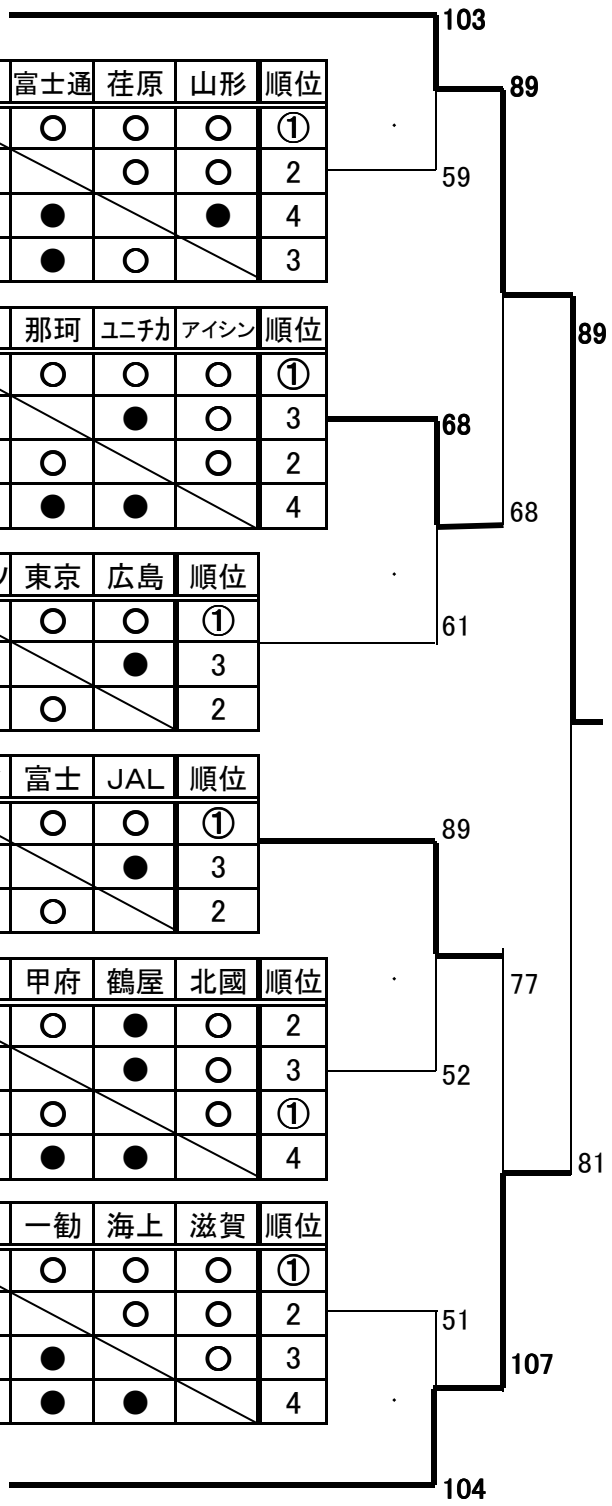 103
富士通 荏原 山形 順位
89
○ ○ ○ ①
○ ○ 2
59
● ● 4
● ○ 3
那珂 ユニチカ アイシン 順位
89
○ ○ ○ ①
● ○ 3
68
○ ○ 2
● ● 4
68
東京 広島 順位
○ ○ ①
61
● 3
○ 2
富士 JAL 順位
○ ○ ①
89
● 3
○ 2
甲府 鶴屋 北國 順位
77
○ ● ○ 2
● ○ 3
52
○ ○ ①
● ● 4
81
一勧 海上 滋賀 順位
○ ○ ○ ①
○ ○ 2
51
● ○ 3
107
● ● 4
104